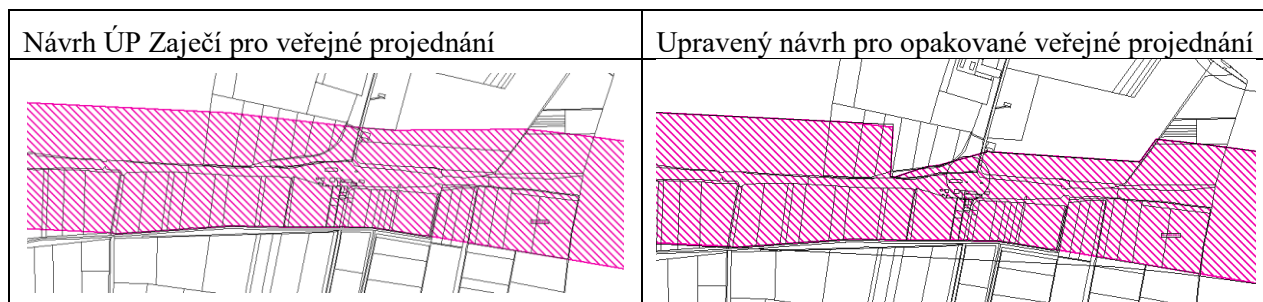 Návrh ÚP Zaječí pro veřejné projednání
Upravený návrh pro opakované veřejné projednání